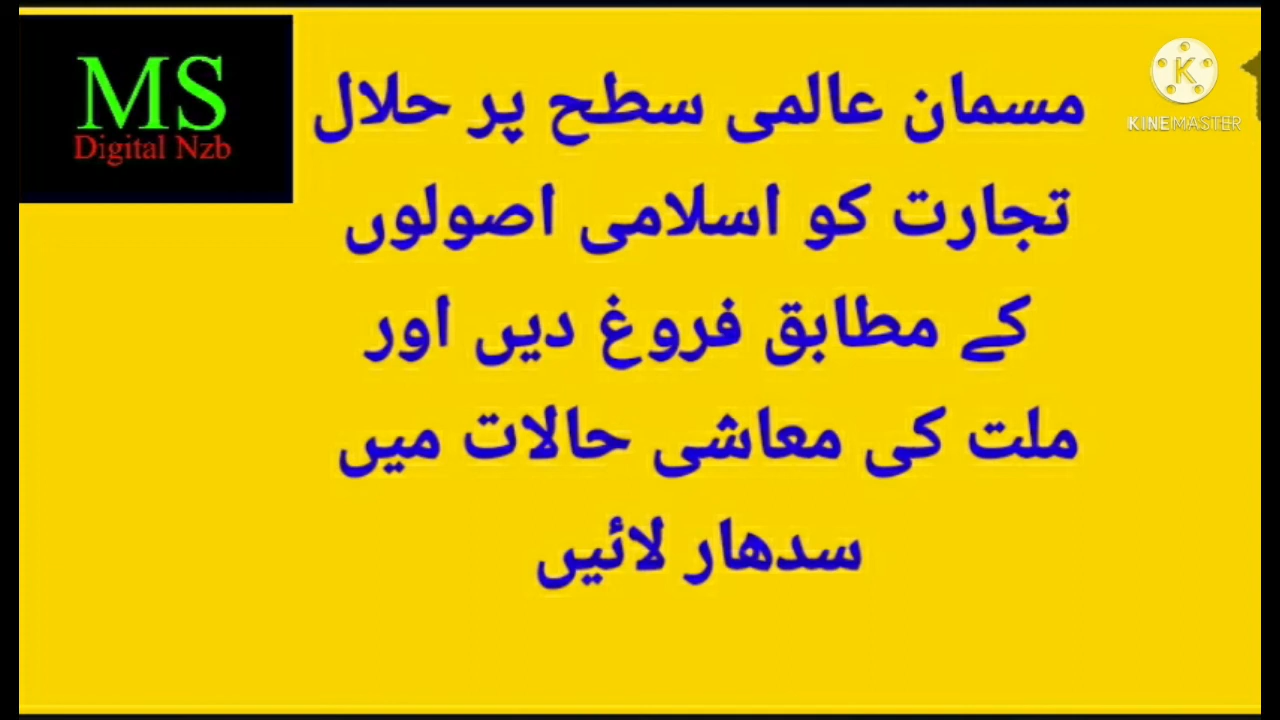 MS
Digital Nzb
KINEMASTER
مسمان عالمی سطح پر حلال
تجارت کو اسلامی اصولوں
کے مطابق فروغ دیں اور
ملت کی معاشی حالات میں
سدھار لائیں